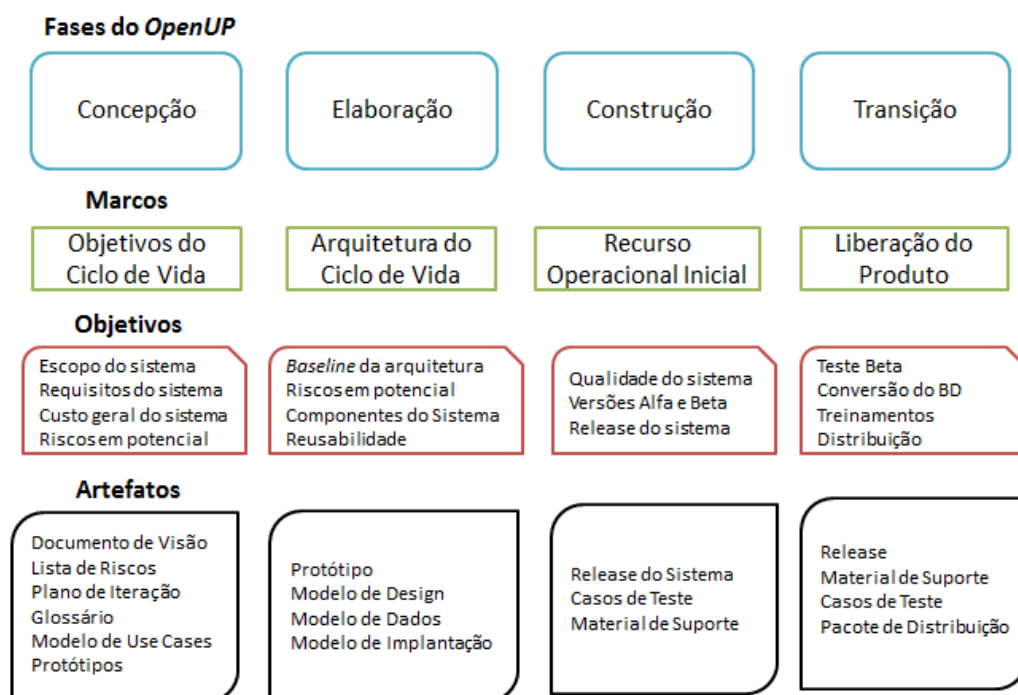 Fases do OpenUP
Concepção
Elaboração
Construção
Transição
Marcos
Objetivos do
Ciclo de Vida
Arquitetura do
Ciclo de Vida
Recurso
Operacional Inicial
Liberação do
Produto
Objetivos
Escopo do sistema
Requisitos do sistema
Custo geral do sistema
Riscos em potencial
Baseline da arquitetura
Riscos em potencial
Componentes do Sistema
Reusabilidade
Qualidade do sistema
Versões Alfa e Beta
Release do sistema
Teste Beta
Conversão do BD
Treinamentos
Distribuição
Artefatos
Documento de Visão
Lista de Riscos
Plano de Iteração
Glossário
Modelo de Use Cases
Protótipos
Protótipo
Modelo de Design
Modelo de Dados
Modelo de Implantação
Release do Sistema
Casos de Teste
Material de Suporte
Release
Material de Suporte
Casos de Teste
Pacote de Distribuição